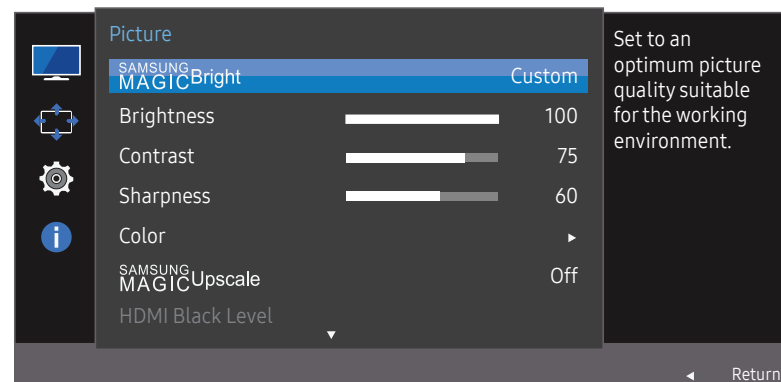 Picture
SAMSUNG
MAGICBright Custom
Brightness 100
Contrast 75
Sharpness 60
Color ►
SAMSUNG
MAGICUpscale Off
HDMI Black Level
▼
Set to an
optimum picture
quality suitable
for the working
environment.
i
◄ Return